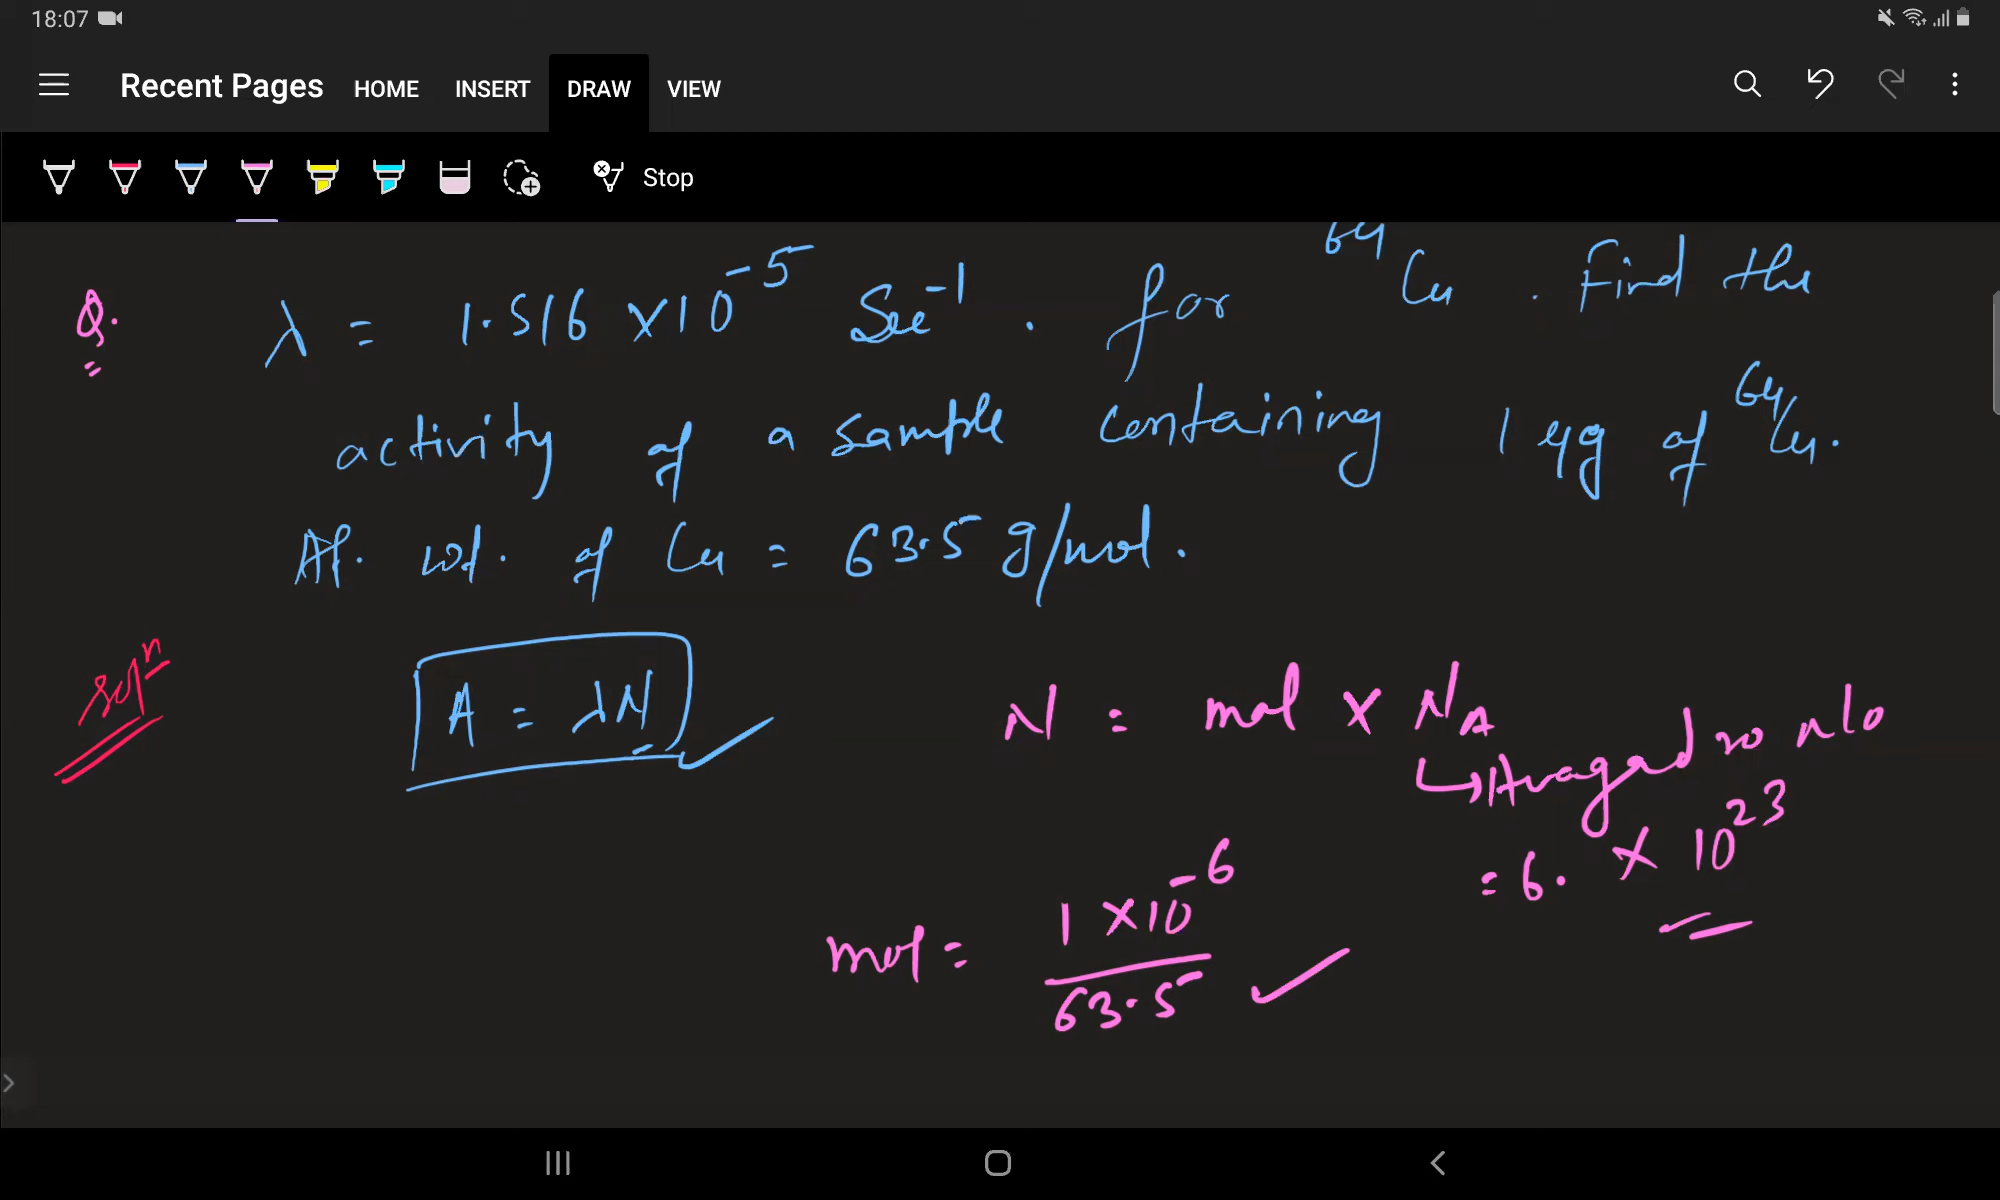 18:07
Recent Pages HOME INSERT DRAW VIEW
Stop
Q. λ = 1.516 × 10⁻⁵ Sec⁻¹. for ⁶⁴Cu. Find the
activity of a sample containing 1 μg of ⁶⁴Cu.
At. wt. of Cu = 63.5 g/mol.
solⁿ
A = λN
N = mol × N_A
↳ Avagadro no
= 6. × 10²³
mol = 1 × 10⁻⁶ / 63.5